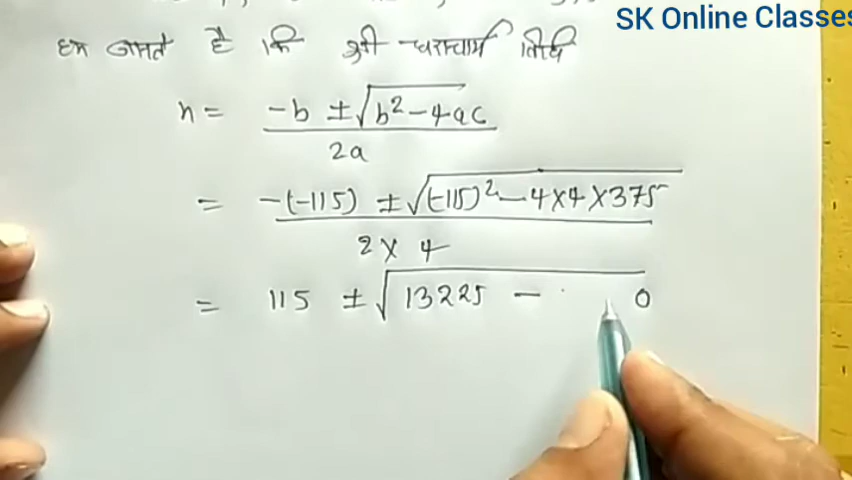 SK Online Classes
हम जानते है कि श्री धराचार्य विधि
x = -b ± √b² - 4ac
2a
= -(-115) ± √(-115)² - 4×4×375
2 × 4
= 115 ± √13225 - 0